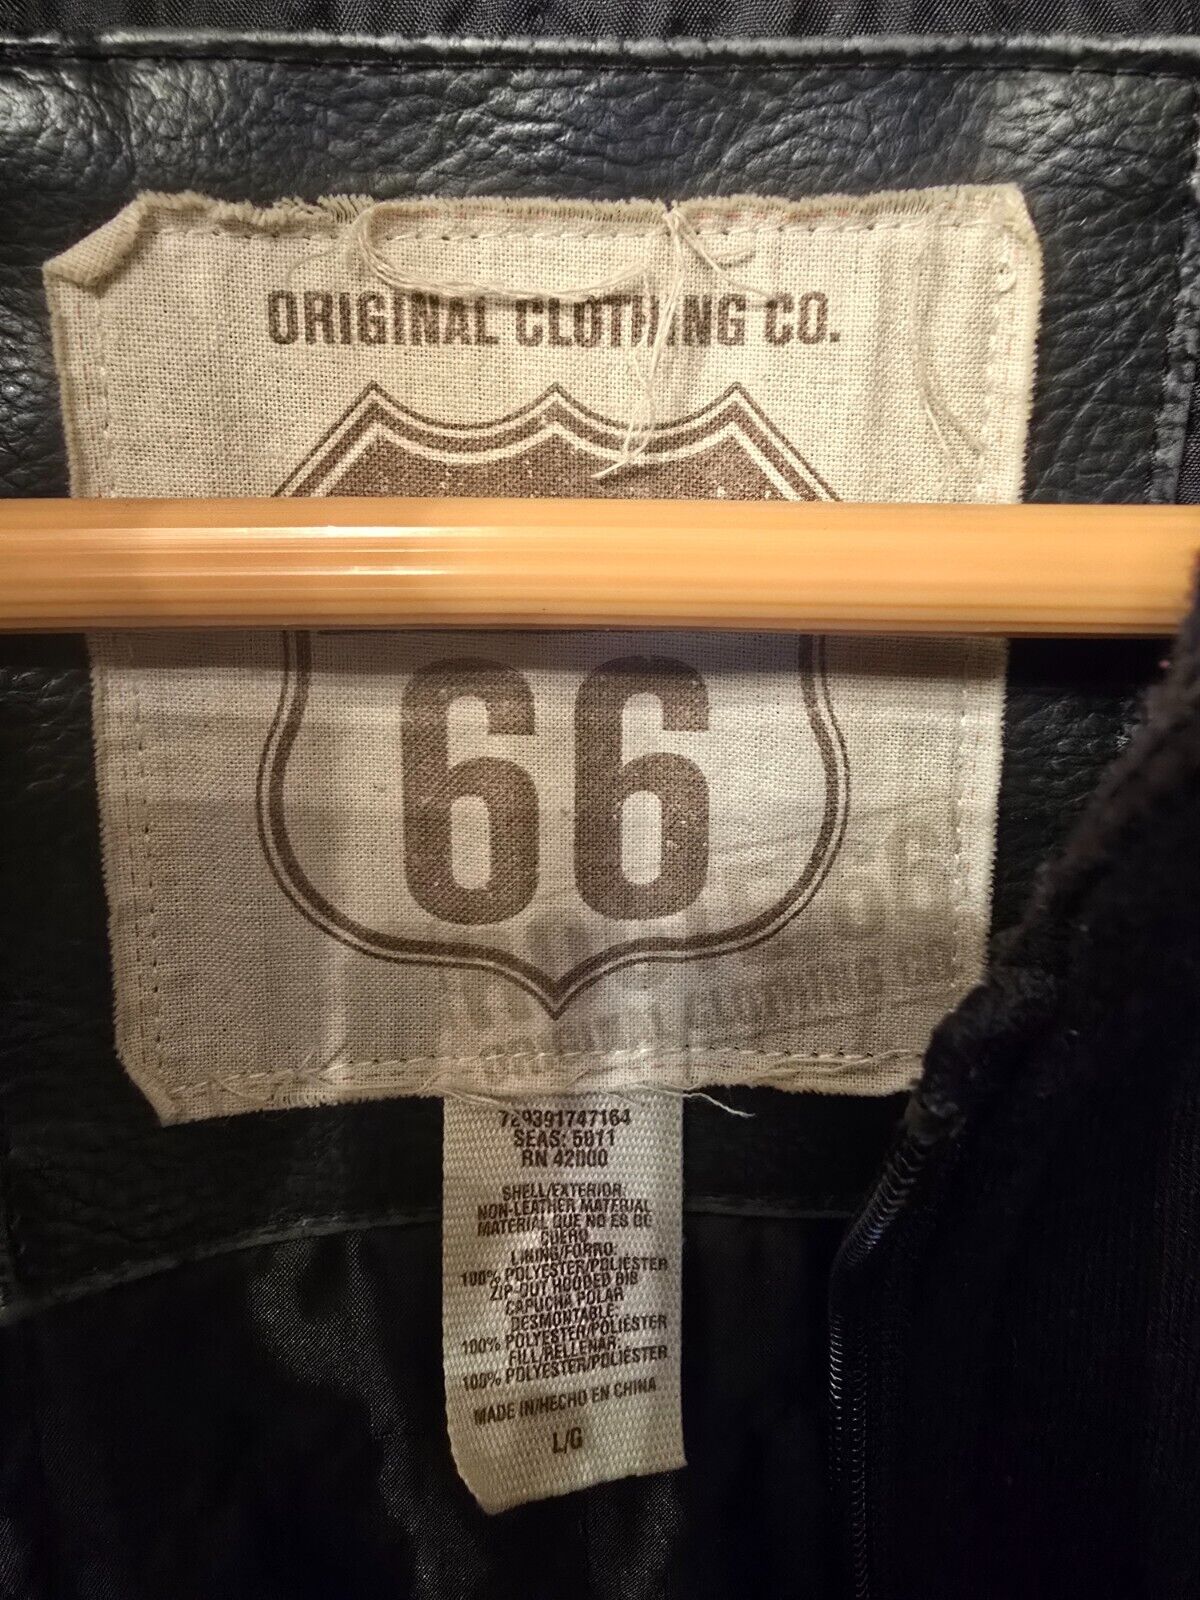 ORIGINAL CLOTHING CO.
66
729391747164
SEAS: 5011
RN 42000
SHELL/EXTERIOR:
NON-LEATHER MATERIAL
MATERIAL QUE NO ES DE
CUERO
LINING/FORRO:
100% POLYESTER/POLIÉSTER
ZIP-OUT HOODED BIB
CAPUCHA POLAR
DESMONTABLE:
100% POLYESTER/POLIÉSTER
FILL/RELLENAR:
100% POLYESTER/POLIÉSTER
MADE IN/HECHO EN CHINA
L/G